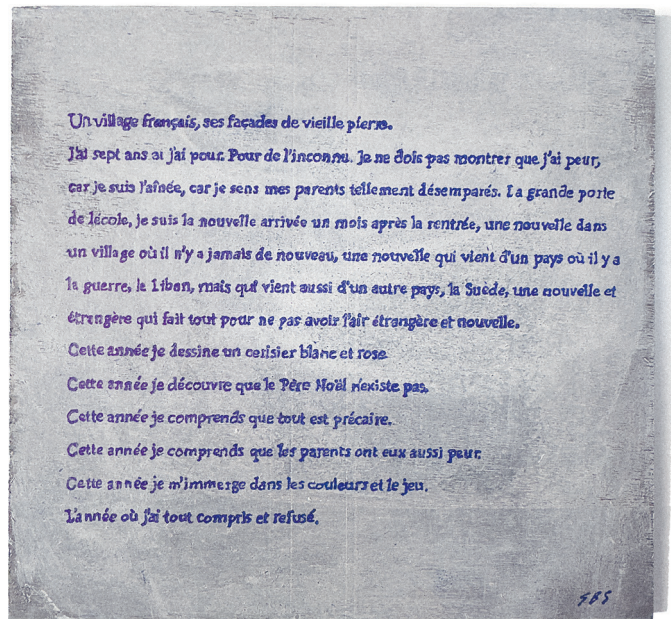 Un village français, ses façades de vieille pierre.
J'ai sept ans et j'ai peur. Peur de l'inconnu. Je ne dois pas montrer que j'ai peur,
car je suis l'aînée, car je sens mes parents tellement désemparés. La grande porte
de l'école, je suis la nouvelle arrivée un mois après la rentrée, une nouvelle dans
un village où il n'y a jamais de nouveau, une nouvelle qui vient d'un pays où il y a
la guerre, le Liban, mais qui vient aussi d'un autre pays, la Suède, une nouvelle et
étrangère qui fait tout pour ne pas avoir l'air étrangère et nouvelle.
Cette année je dessine un cerisier blanc et rose
Cette année je découvre que le Père Noël n'existe pas.
Cette année je comprends que tout est précaire.
Cette année je comprends que les parents ont eux aussi peur.
Cette année je m'immerge dans les couleurs et le jeu.
L'année où j'ai tout compris et refusé.
SBS